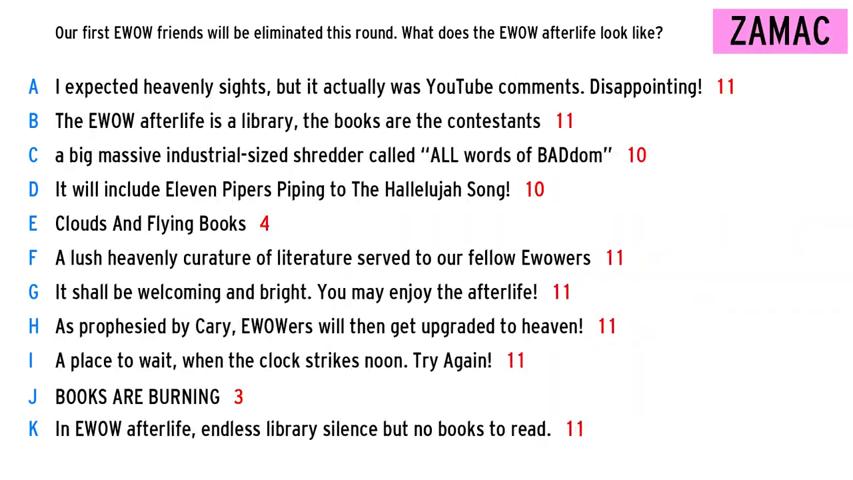 Our first EWOW friends will be eliminated this round. What does the EWOW afterlife look like?
ZAMAC
A I expected heavenly sights, but it actually was YouTube comments. Disappointing! 11
B The EWOW afterlife is a library, the books are the contestants 11
C a big massive industrial-sized shredder called “ALL words of BADdom” 10
D It will include Eleven Pipers Piping to The Hallelujah Song! 10
E Clouds And Flying Books 4
F A lush heavenly curature of literature served to our fellow Ewowers 11
G It shall be welcoming and bright. You may enjoy the afterlife! 11
H As prophesied by Cary, EWOWers will then get upgraded to heaven! 11
I A place to wait, when the clock strikes noon. Try Again! 11
J BOOKS ARE BURNING 3
K In EWOW afterlife, endless library silence but no books to read. 11